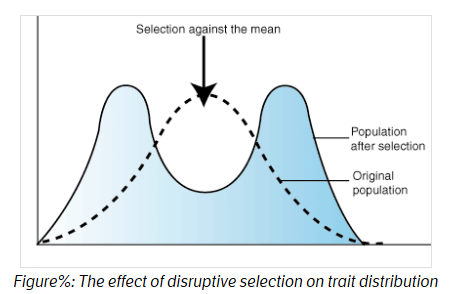 Selection against the mean
Population
after selection
Original
population
Figure%: The effect of disruptive selection on trait distribution